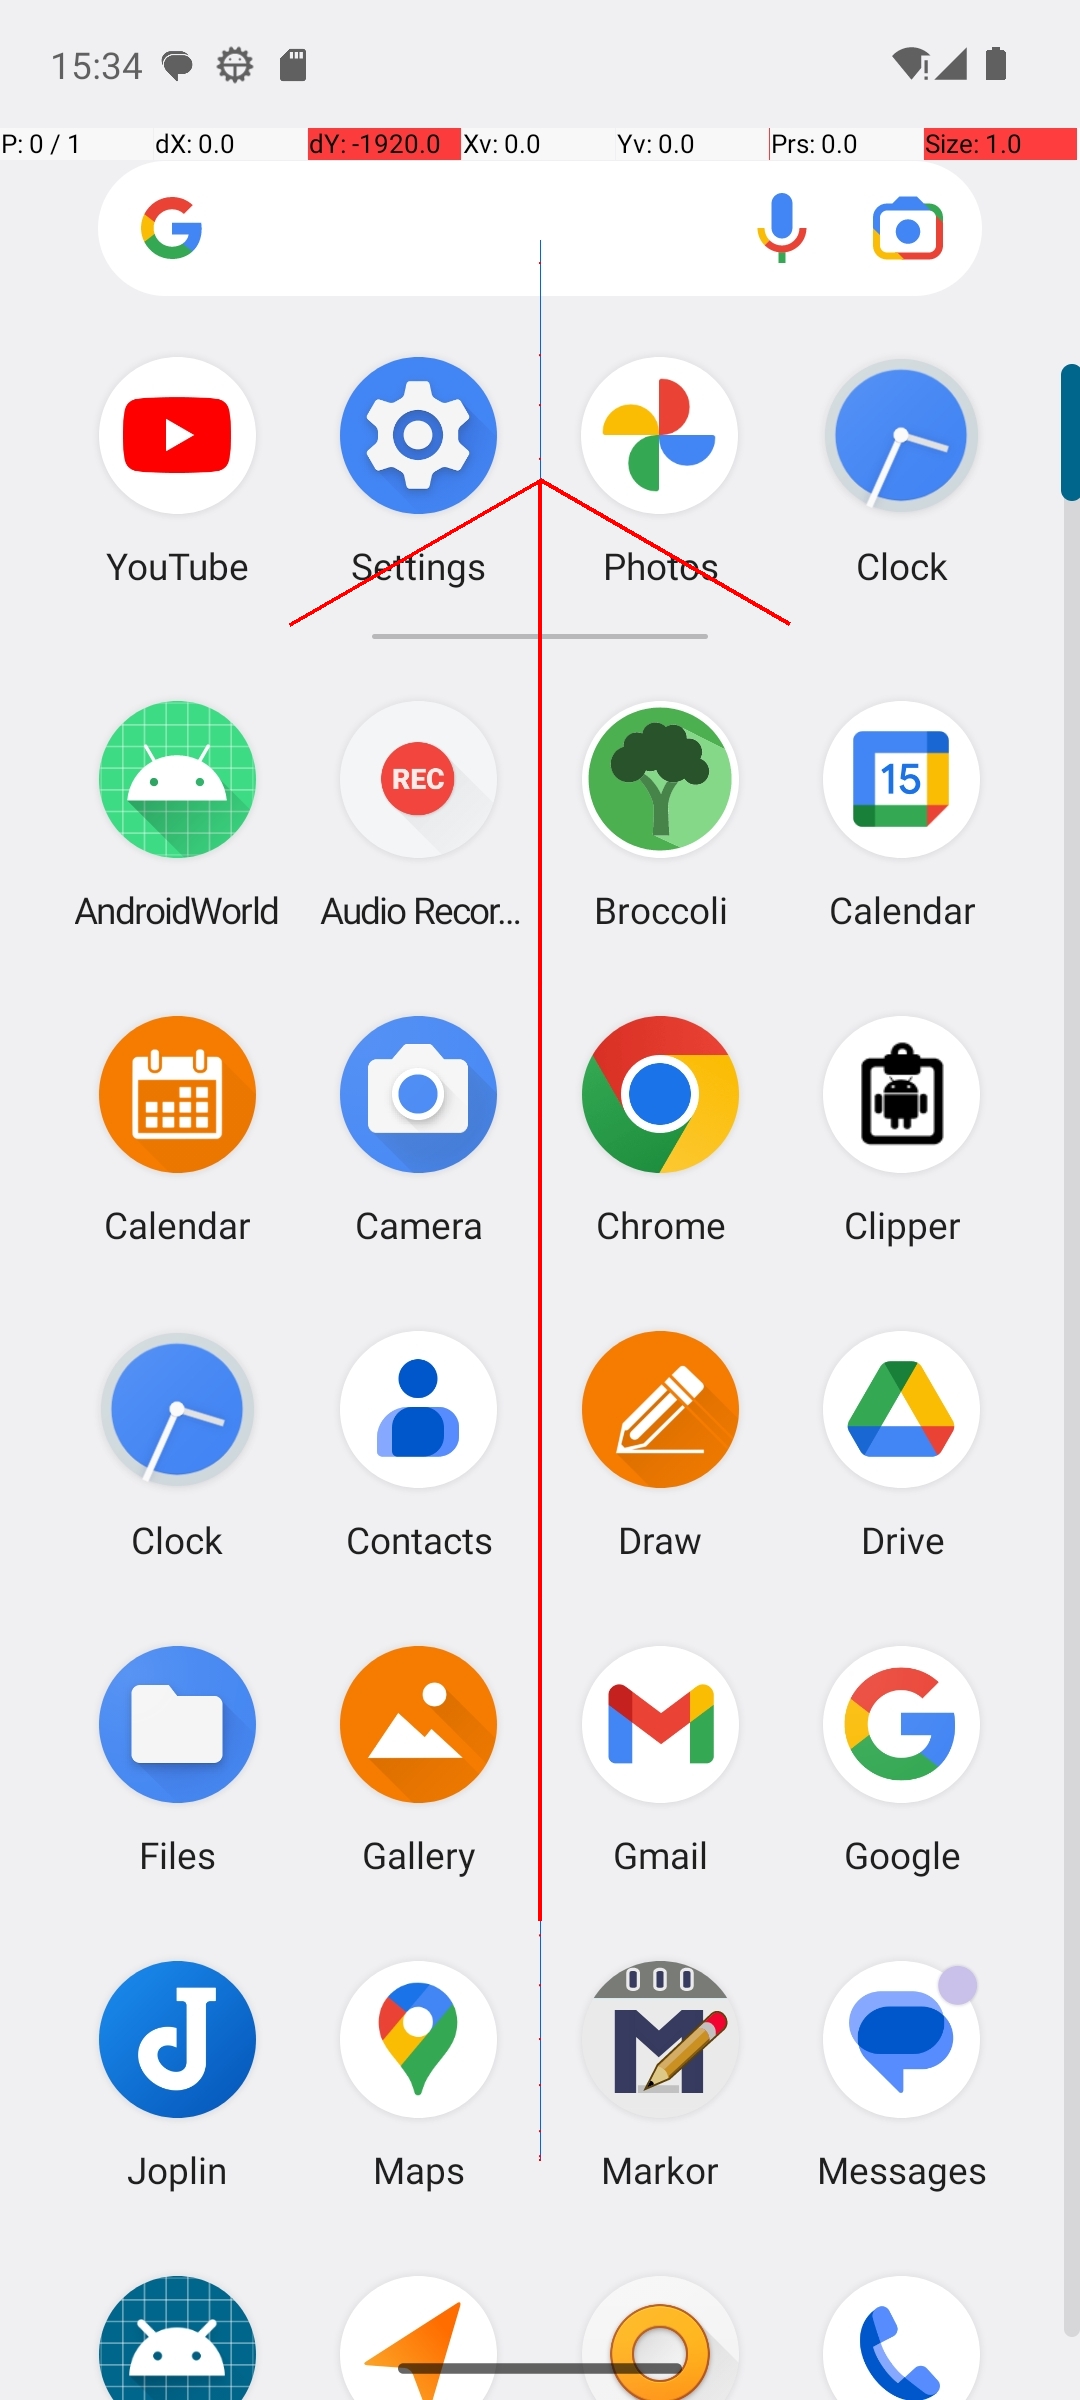 15:34
P: 0 / 1 dX: 0.0 dY: -1920.0 Xv: 0.0 Yv: 0.0 Prs: 0.0 Size: 1.0
YouTube Settings Photos Clock
REC 15
AndroidWorld Audio Recor... Broccoli Calendar
Calendar Camera Chrome Clipper
Clock Contacts Draw Drive
Files Gallery Gmail Google
Joplin Maps Markor Messages